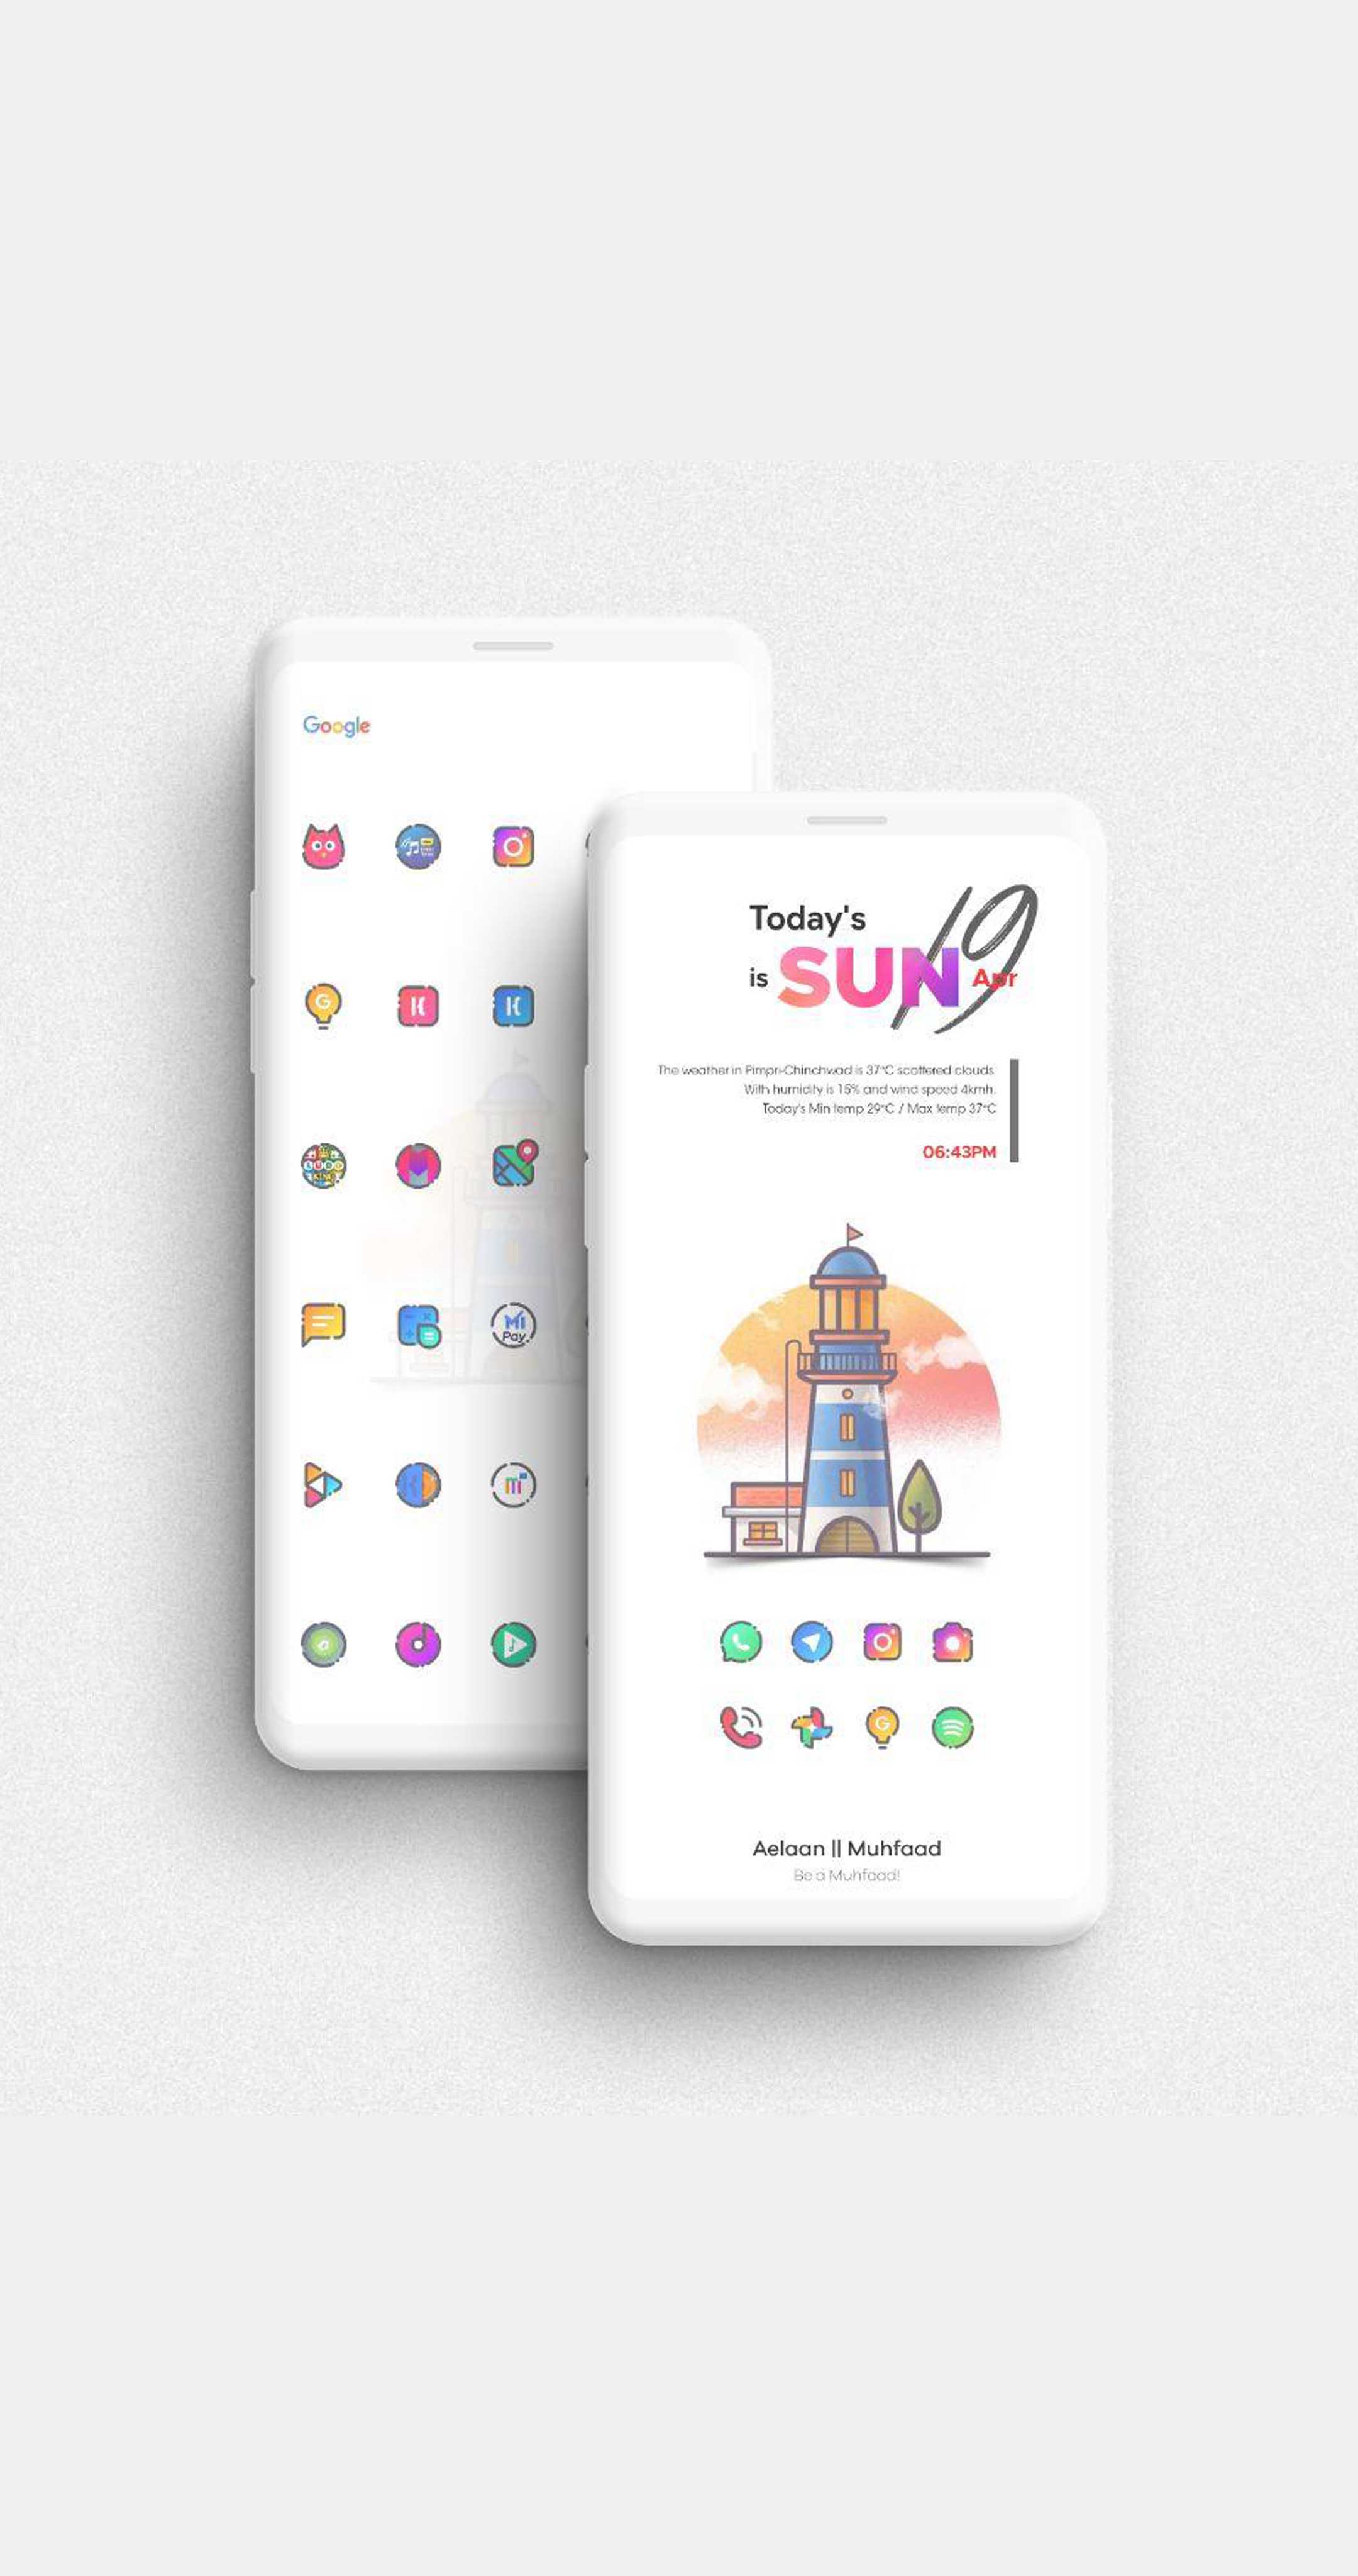 Google
LUDO
KING
Mi
Pay
Today's
is SUN 19 Apr
The weather in Pimpri-Chinchwad is 37°C scattered clouds.
With humidity is 15% and wind speed 4kmh.
Today's Min temp 29°C / Max temp 37°C
06:43PM
Aelaan || Muhfaad
Be a Muhfaad!